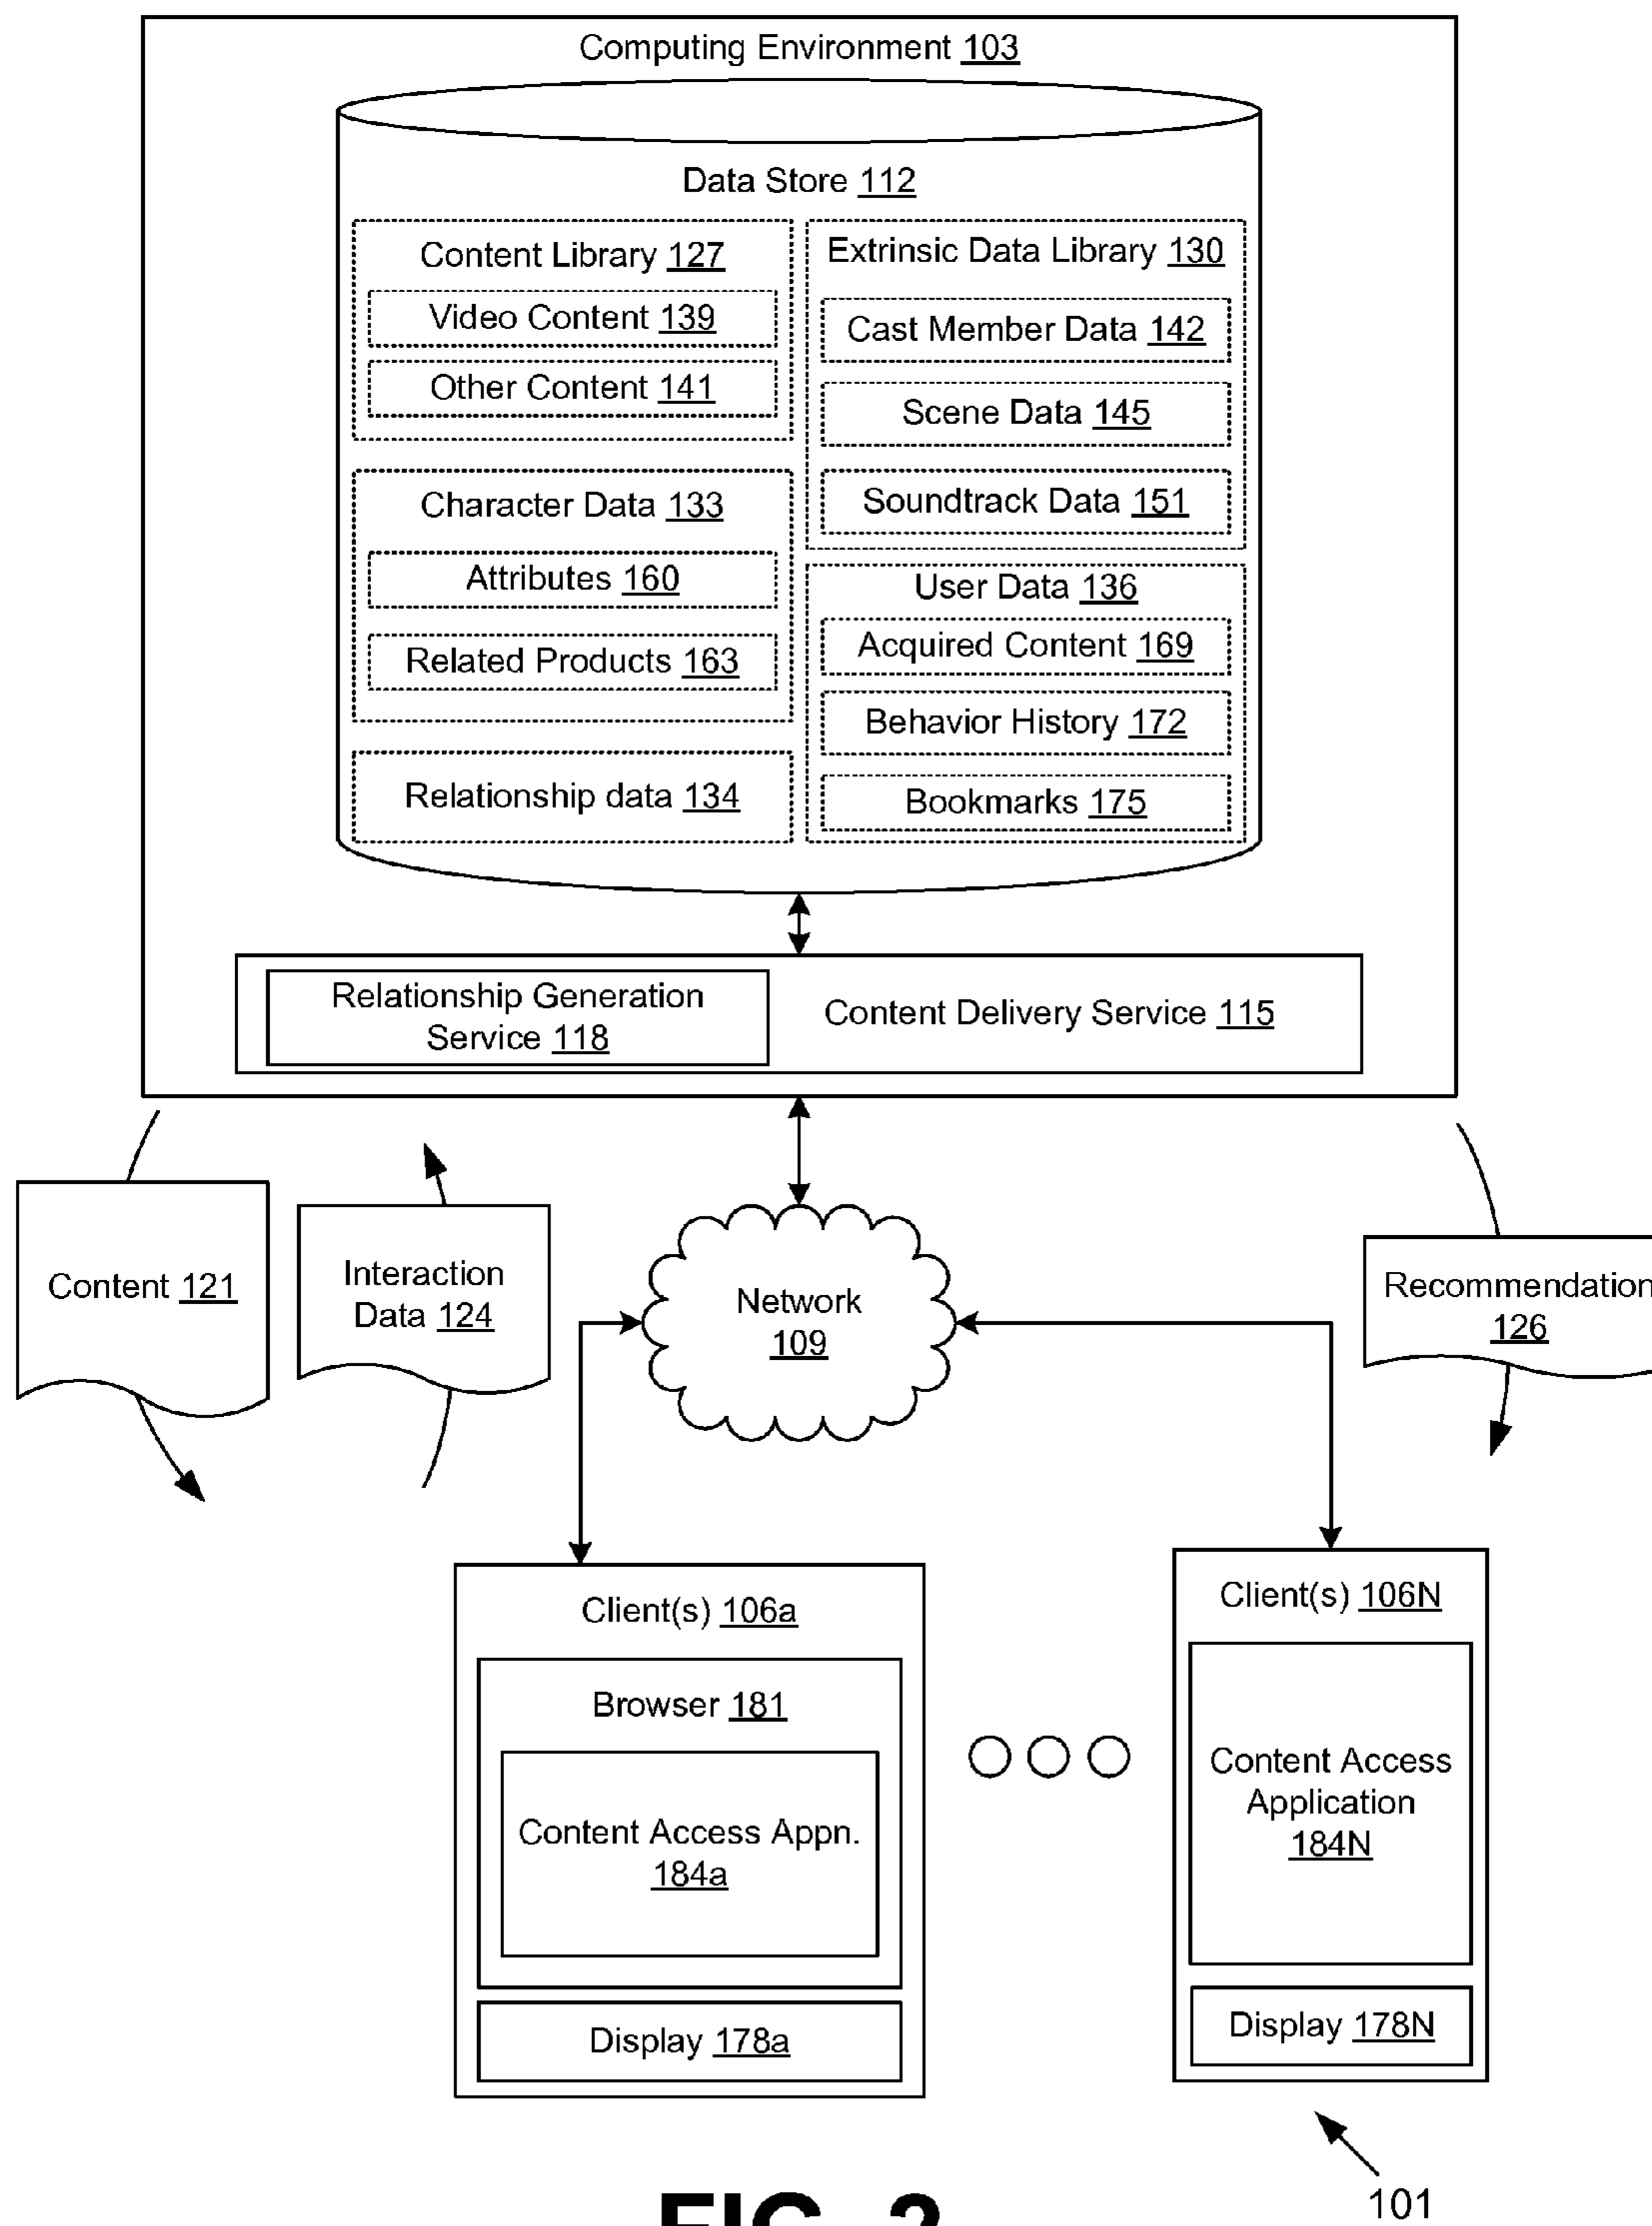 Computing Environment 103
Data Store 112
Content Library 127
Video Content 139
Other Content 141
Character Data 133
Attributes 160
Related Products 163
Relationship data 134
Extrinsic Data Library 130
Cast Member Data 142
Scene Data 145
Soundtrack Data 151
User Data 136
Acquired Content 169
Behavior History 172
Bookmarks 175
Relationship Generation
Service 118
Content Delivery Service 115
Content 121
Interaction
Data 124
Network
109
Recommendation
126
Client(s) 106a
Browser 181
Content Access Appn.
184a
Display 178a
Client(s) 106N
Content Access
Application
184N
Display 178N
101
FIG. 2